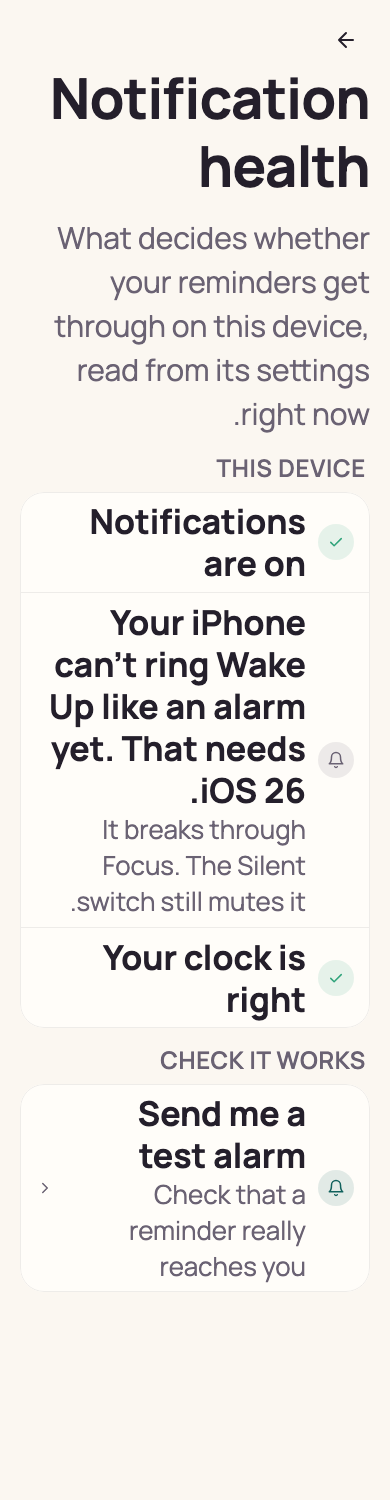 Notification
health
What decides whether
your reminders get
through on this device,
read from its settings
.right now
THIS DEVICE
Notifications
are on
Your iPhone
can't ring Wake
Up like an alarm
yet. That needs
.iOS 26
It breaks through
Focus. The Silent
.switch still mutes it
Your clock is
right
CHECK IT WORKS
Send me a
test alarm
Check that a
reminder really
reaches you